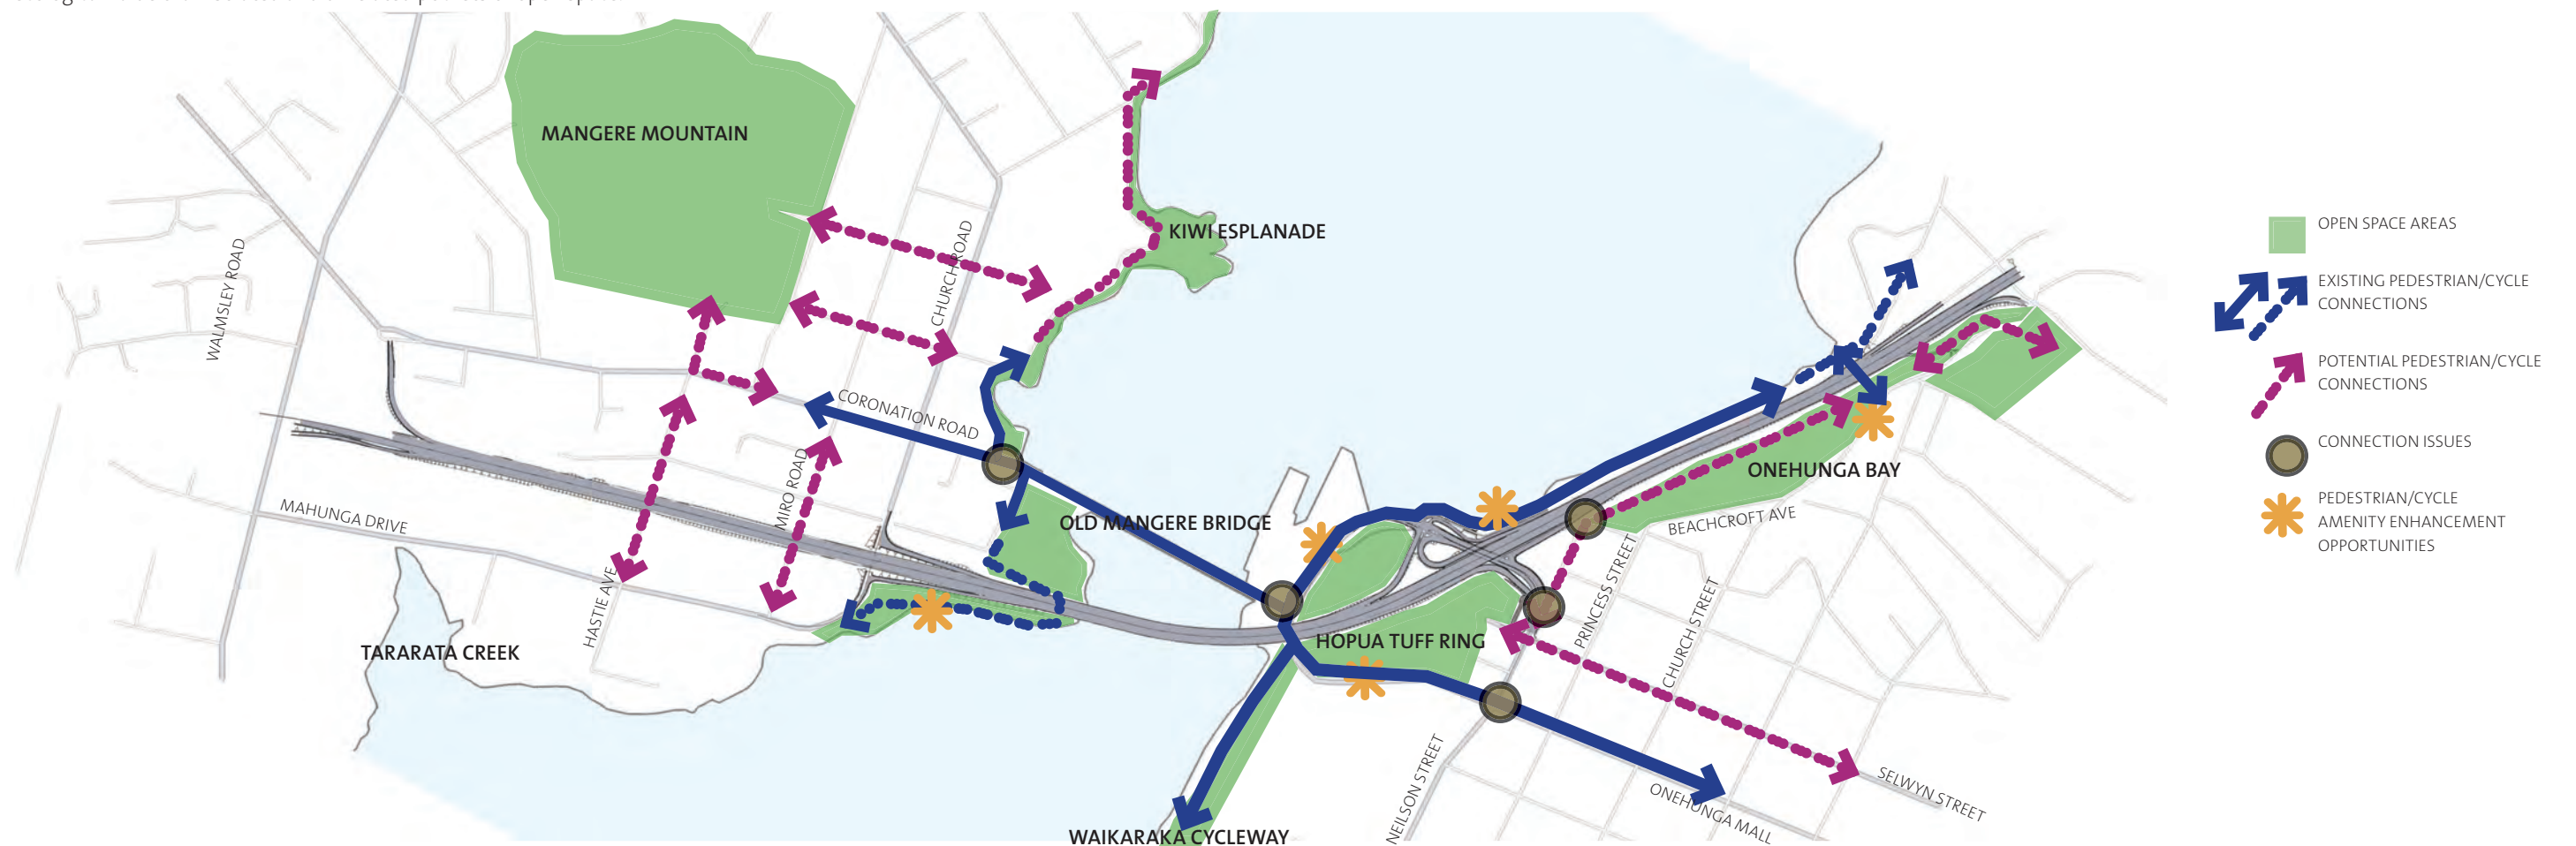 MANGERE MOUNTAIN
KIWI ESPLANADE
WALMSLEY ROAD
CHURCH ROAD
CORONATION ROAD
MIRO ROAD
MAHUNGA DRIVE
HASTIE AVE
TARARATA CREEK
OLD MANGERE BRIDGE
ONEHUNGA BAY
BEACHCROFT AVE
PRINCESS STREET
CHURCH STREET
HOPUA TUFF RING
NEILSON STREET
SELWYN STREET
ONEHUNGA MALL
WAIKARAKA CYCLEWAY
OPEN SPACE AREAS
EXISTING PEDESTRIAN/CYCLE
CONNECTIONS
POTENTIAL PEDESTRIAN/CYCLE
CONNECTIONS
CONNECTION ISSUES
PEDESTRIAN/CYCLE
AMENITY ENHANCEMENT
OPPORTUNITIES